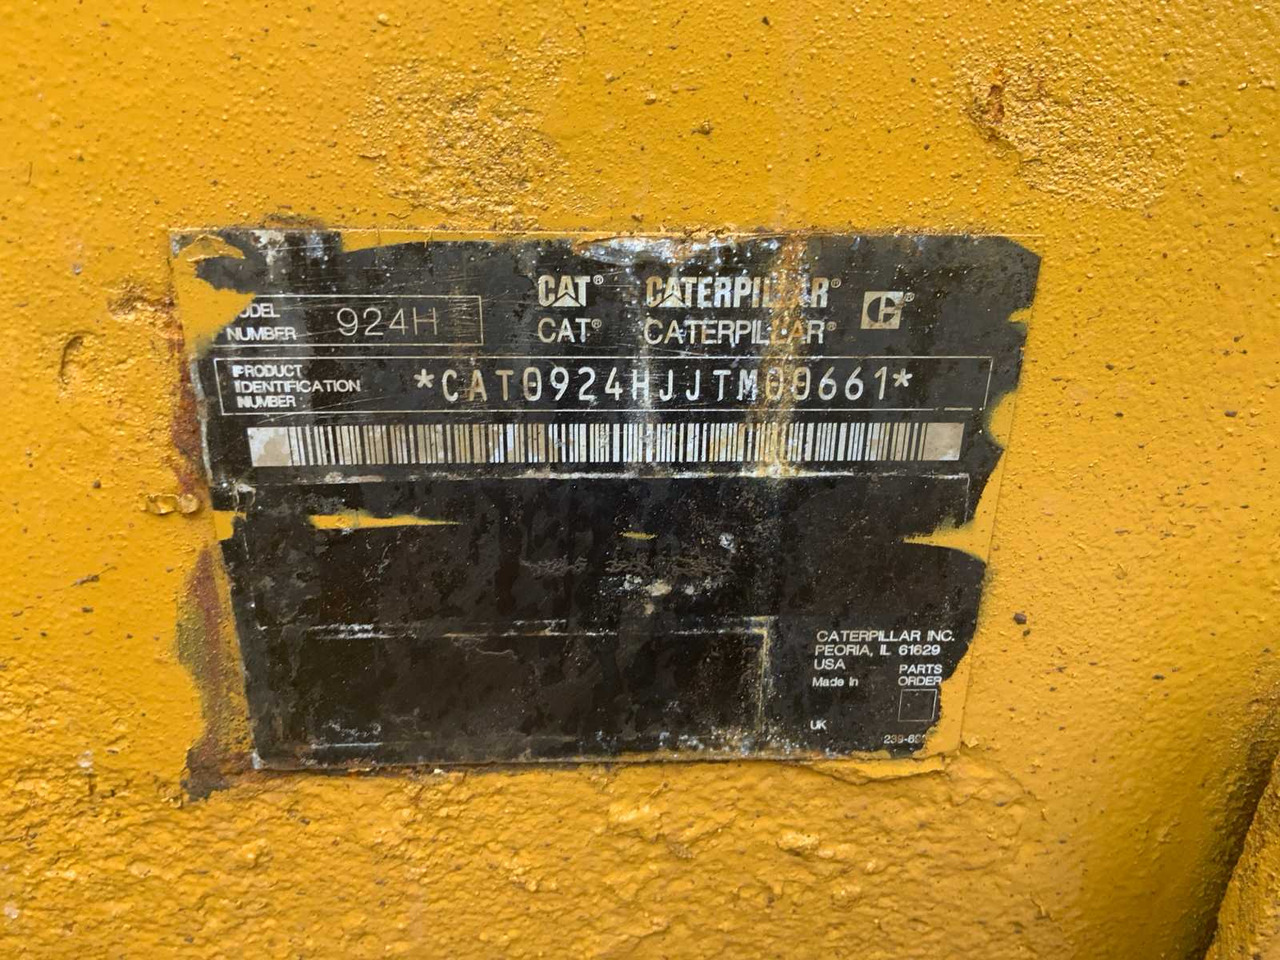 CAT® CATERPILLAR®
MODEL NUMBER 924H CAT® CATERPILLAR®
PRODUCT
IDENTIFICATION
NUMBER *CAT0924HJJTM00661*
CATERPILLAR INC.
PEORIA, IL 61629
USA PARTS
Made In ORDER
UK